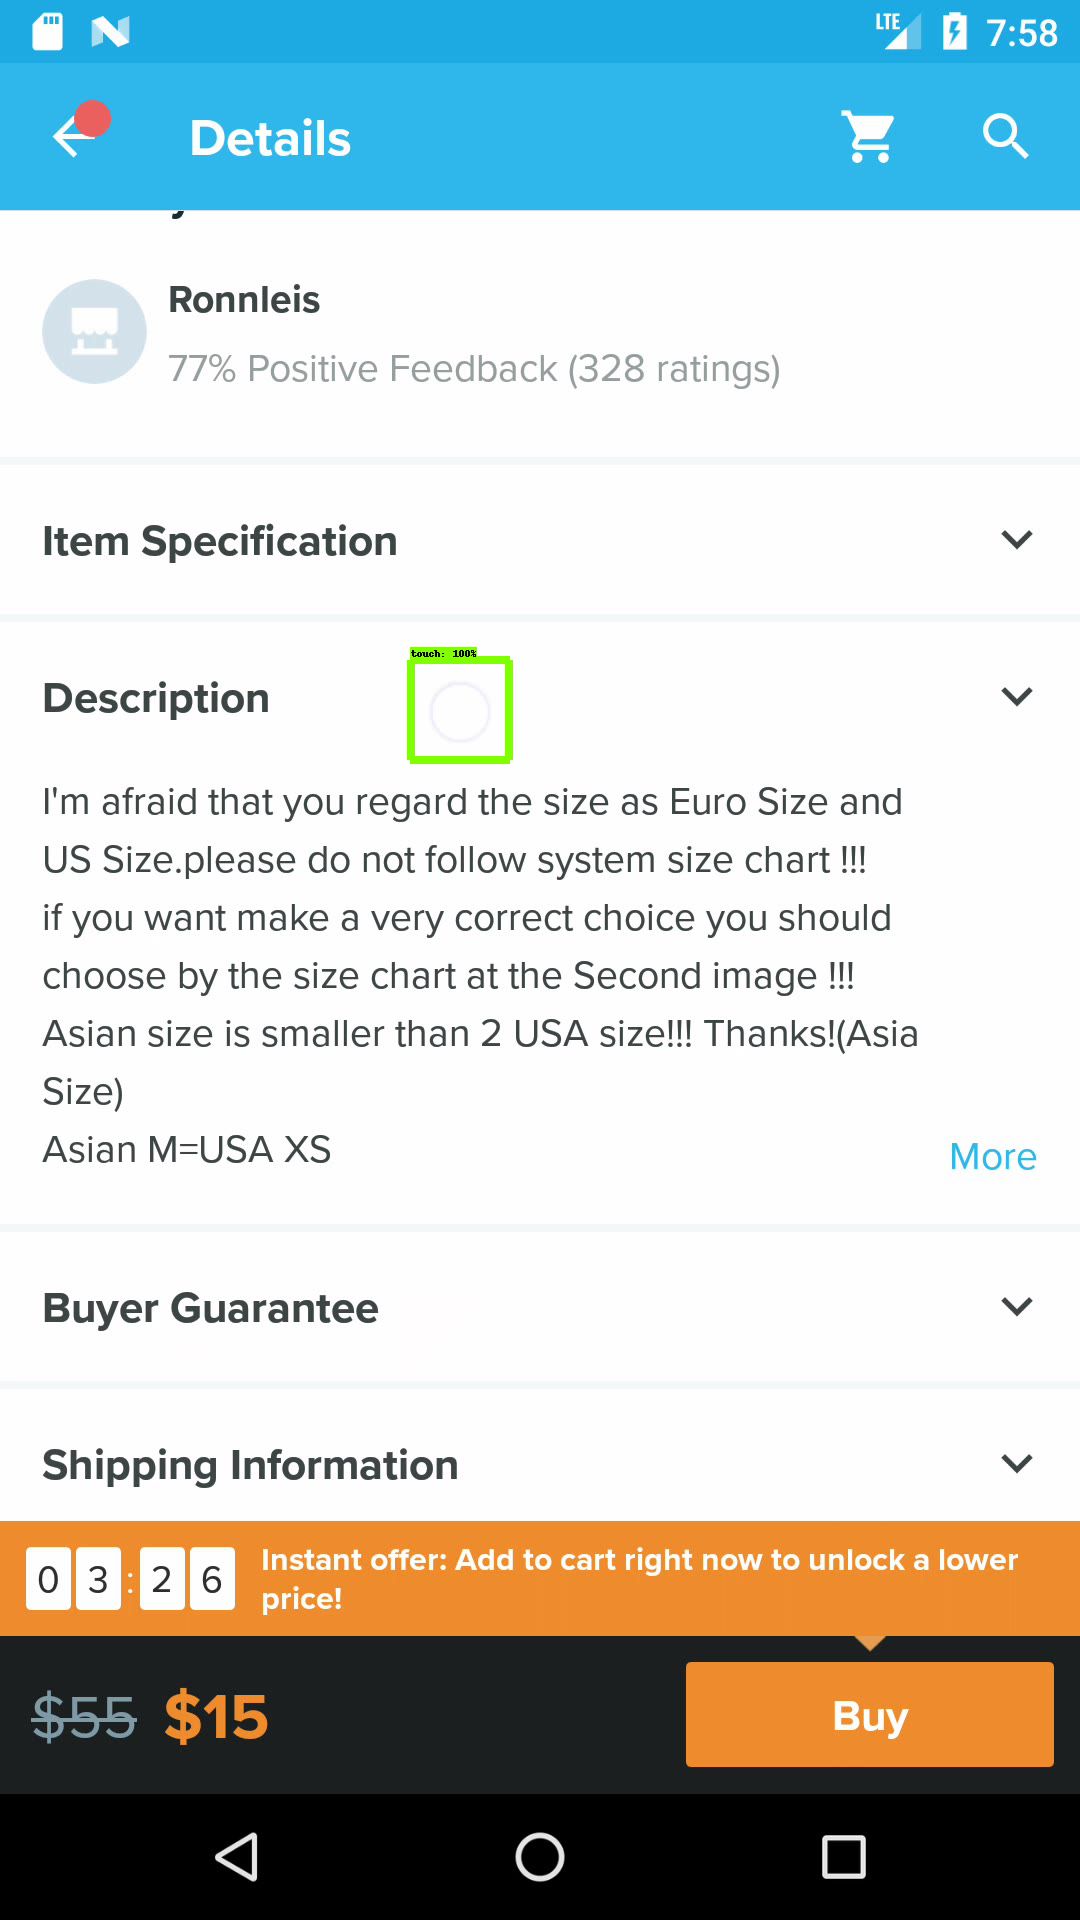 LTE 7:58
Details
Ronnleis
77% Positive Feedback (328 ratings)
Item Specification
touch: 100%
Description
I'm afraid that you regard the size as Euro Size and
US Size.please do not follow system size chart !!!
if you want make a very correct choice you should
choose by the size chart at the Second image !!!
Asian size is smaller than 2 USA size!!! Thanks!(Asia
Size)
Asian M=USA XS
More
Buyer Guarantee
Shipping Information
03:26
Instant offer: Add to cart right now to unlock a lower
price!
$55 $15
Buy